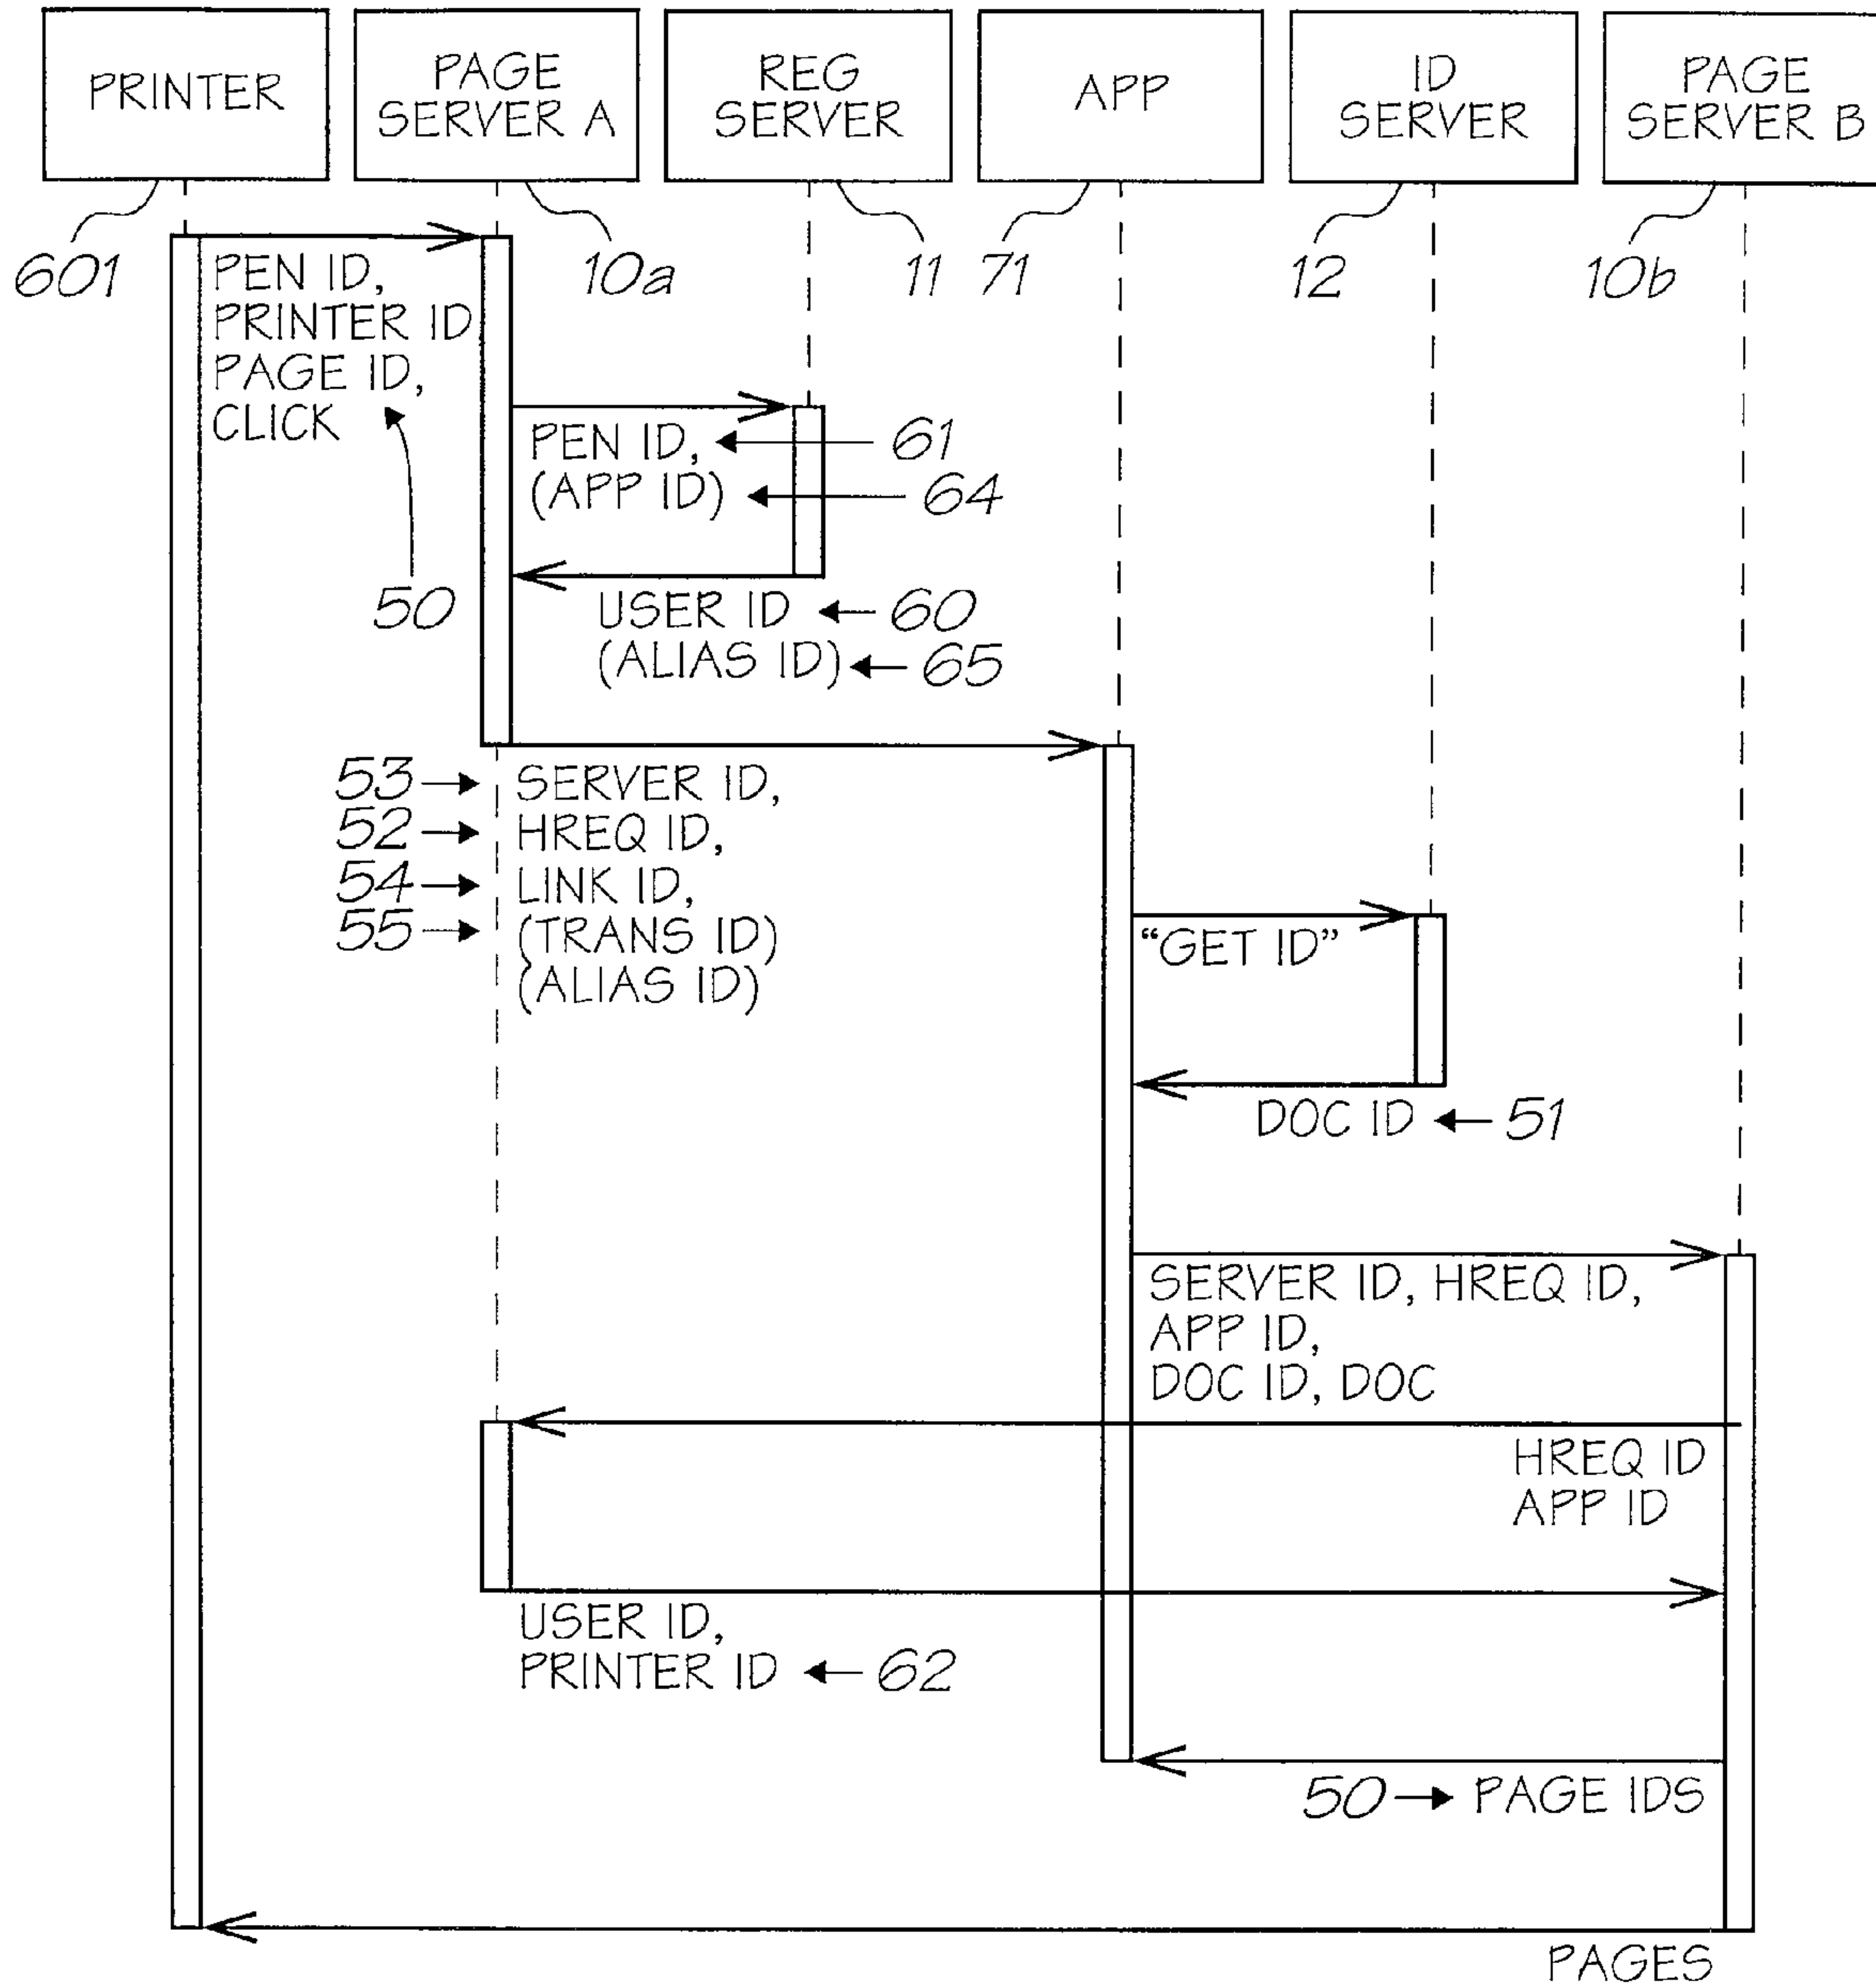 PRINTER
PAGE
SERVER A
REG
SERVER
APP
ID
SERVER
PAGE
SERVER B
601
10a
11
71
12
10b
PEN ID,
PRINTER ID
PAGE ID,
CLICK
50
PEN ID,
61
(APP ID)
64
USER ID
60
(ALIAS ID)
65
53
SERVER ID,
52
HREQ ID,
54
LINK ID,
55
(TRANS ID)
(ALIAS ID)
“GET ID”
DOC ID
51
SERVER ID, HREQ ID,
APP ID,
DOC ID, DOC
HREQ ID
APP ID
USER ID,
PRINTER ID
62
50
PAGE IDS
PAGES